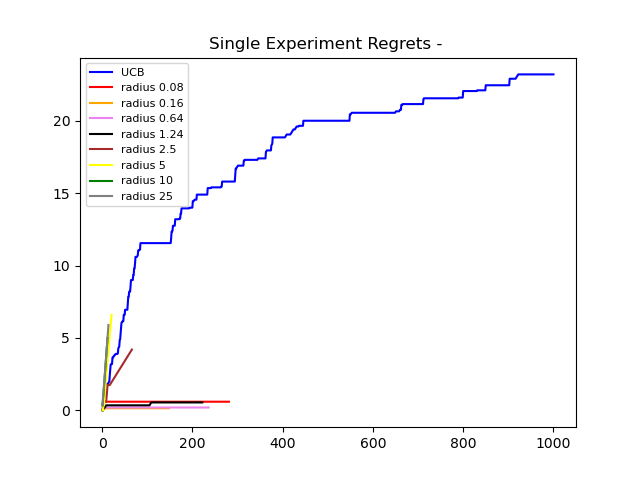 Single Experiment Regrets -
UCB
radius 0.08
radius 0.16
radius 0.64
radius 1.24
radius 2.5
radius 5
radius 10
radius 25
20
15
10
5
0
0 200 400 600 800 1000